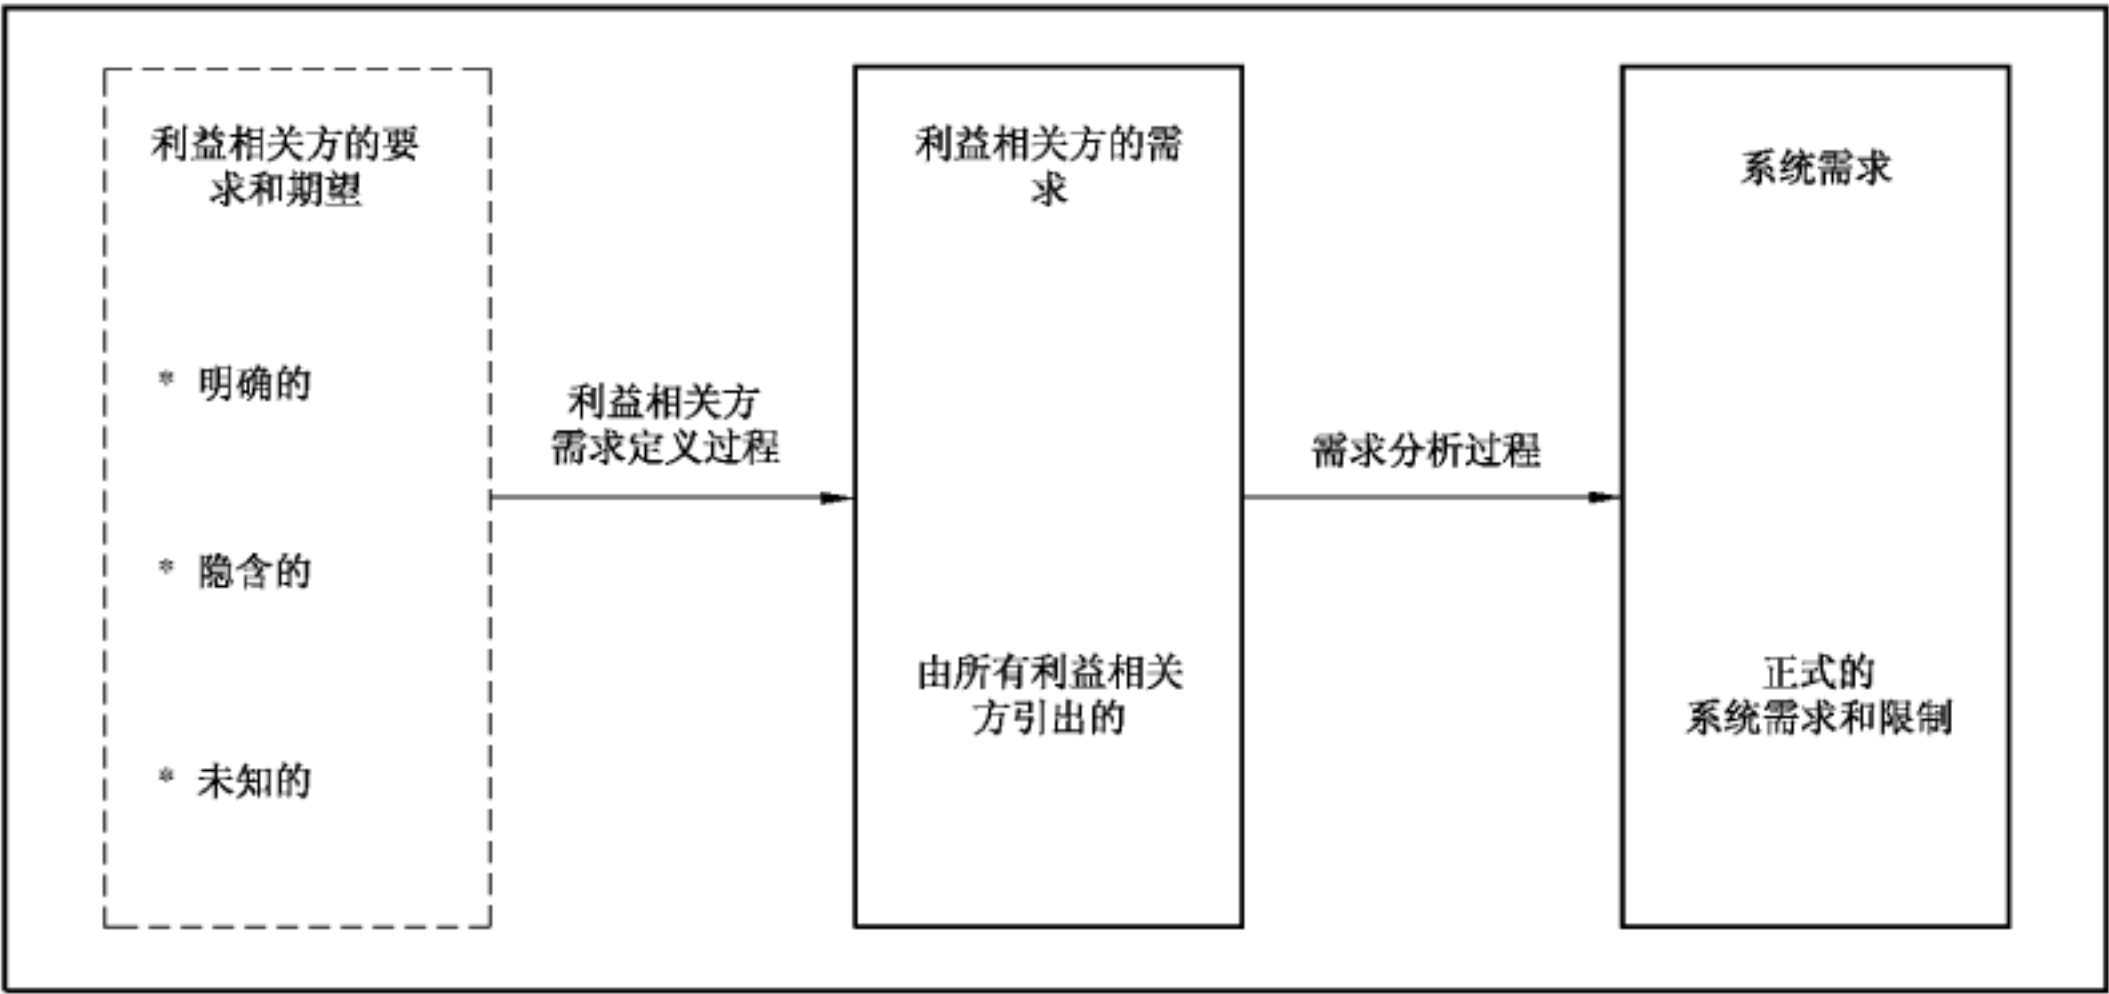 利益相关方的要
求和期望
* 明确的
* 隐含的
* 未知的
利益相关方
需求定义过程
利益相关方的需
求
由所有利益相关
方引出的
需求分析过程
系统需求
正式的
系统需求和限制